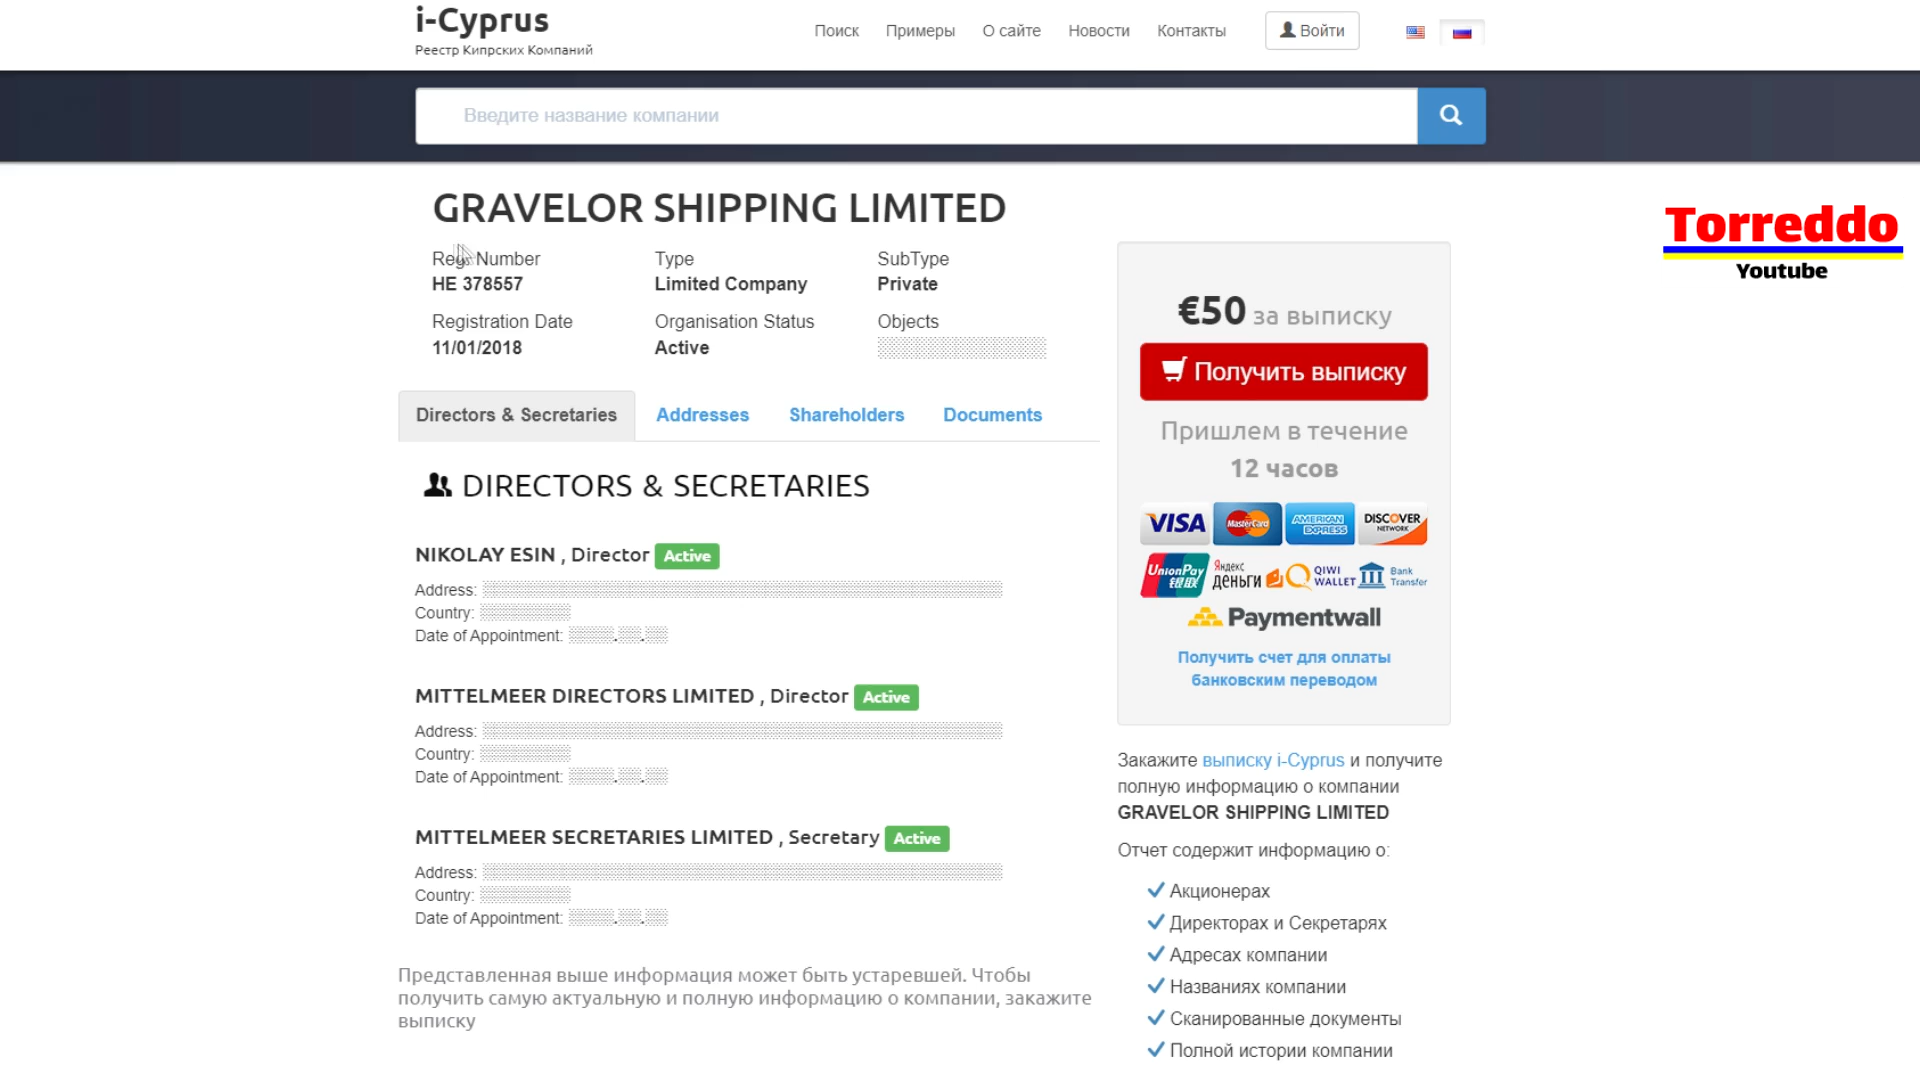 i-Cyprus
Реестр Кипрских Компаний
Поиск
Примеры
О сайте
Новости
Контакты
Войти
Введите название компании
GRAVELOR SHIPPING LIMITED
Reg. Number
HE 378557
Type
Limited Company
SubType
Private
Registration Date
11/01/2018
Organisation Status
Active
Objects
Directors & Secretaries
Addresses
Shareholders
Documents
DIRECTORS & SECRETARIES
NIKOLAY ESIN , Director Active
Address:
Country:
Date of Appointment:
MITTELMEER DIRECTORS LIMITED , Director Active
Address:
Country:
Date of Appointment:
MITTELMEER SECRETARIES LIMITED , Secretary Active
Address:
Country:
Date of Appointment:
Представленная выше информация может быть устаревшей. Чтобы
получить самую актуальную и полную информацию о компании, закажите
выписку
€50 за выписку
Получить выписку
Пришлем в течение
12 часов
VISA
MasterCard
AMERICAN EXPRESS
DISCOVER NETWORK
UnionPay 银联
Яндекс деньги
QIWI WALLET
Bank Transfer
Paymentwall
Получить счет для оплаты
банковским переводом
Закажите выписку i-Cyprus и получите
полную информацию о компании
GRAVELOR SHIPPING LIMITED
Отчет содержит информацию о:
Акционерах
Директорах и Секретарях
Адресах компании
Названиях компании
Сканированные документы
Полной истории компании
Torreddo
Youtube